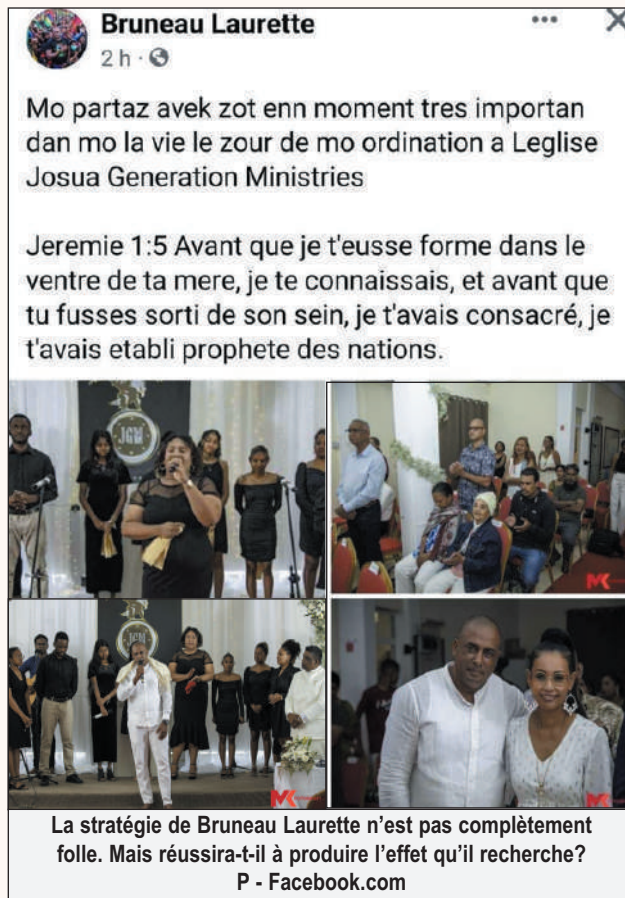 Bruneau Laurette
2 h ·
Mo partaz avek zot enn moment tres importan
dan mo la vie le zour de mo ordination a Leglise
Josua Generation Ministries
Jeremie 1:5 Avant que je t'eusse forme dans le
ventre de ta mere, je te connaissais, et avant que
tu fusses sorti de son sein, je t'avais consacré, je
t'avais etabli prophete des nations.
JGM
JGM
MK
MK
MK
La stratégie de Bruneau Laurette n'est pas complètement
folle. Mais réussira-t-il à produire l'effet qu'il recherche?
P - Facebook.com